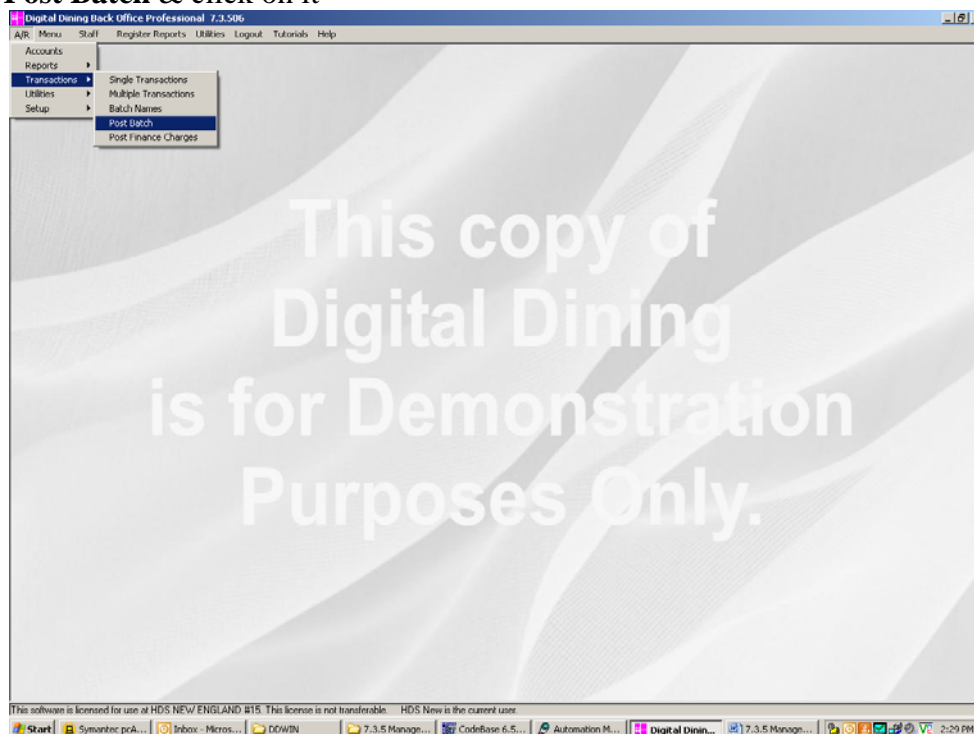 Post Batch & click on it
Digital Dining Back Office Professional 7.3.506
A/R Menu Staff Register Reports Utilities Logout Tutorials Help
Accounts
Reports
Transactions
Utilities
Setup
Single Transactions
Multiple Transactions
Batch Names
Post Batch
Post Finance Charges
This copy of
Digital Dining
is for Demonstration
Purposes Only.
This software is licensed for use at HDS NEW ENGLAND #15. This license is not transferable. HDS New is the current user.
Start Symantec pcA... Inbox - Micros... DDWIN 7.3.5 Manage... CodeBase 6.5... Automation M... Digital Dinin... 7.3.5 Manage... 2:29 PM